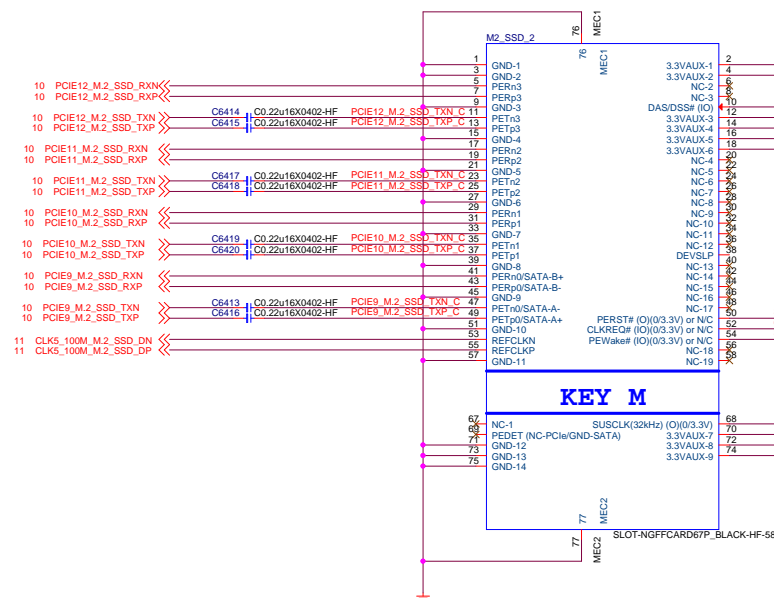 76
MEC1
M2_SSD_2
76
MEC1
1 GND-1 3.3VAUX-1 2
3 GND-2 3.3VAUX-2 4
10 PCIE12_M.2_SSD_RXN 5 PERn3 NC-2 6
10 PCIE12_M.2_SSD_RXP 7 PERp3 NC-3 8
9 GND-3 DAS/DSS# (IO) 10
10 PCIE12_M.2_SSD_TXN C6414 C0.22u16X0402-HF PCIE12_M.2_SSD_TXN_C 11 PETn3 3.3VAUX-3 12
10 PCIE12_M.2_SSD_TXP C6415 C0.22u16X0402-HF PCIE12_M.2_SSD_TXP_C 13 PETp3 3.3VAUX-4 14
15 GND-4 3.3VAUX-5 16
10 PCIE11_M.2_SSD_RXN 17 PERn2 3.3VAUX-6 18
10 PCIE11_M.2_SSD_RXP 19 PERp2 NC-4 20
21 GND-5 NC-5 22
10 PCIE11_M.2_SSD_TXN C6417 C0.22u16X0402-HF PCIE11_M.2_SSD_TXN_C 23 PETn2 NC-6 24
10 PCIE11_M.2_SSD_TXP C6418 C0.22u16X0402-HF PCIE11_M.2_SSD_TXP_C 25 PETp2 NC-7 26
27 GND-6 NC-8 28
10 PCIE10_M.2_SSD_RXN 29 PERn1 NC-9 30
10 PCIE10_M.2_SSD_RXP 31 PERp1 NC-10 32
33 GND-7 NC-11 34
10 PCIE10_M.2_SSD_TXN C6419 C0.22u16X0402-HF PCIE10_M.2_SSD_TXN_C 35 PETn1 NC-12 36
10 PCIE10_M.2_SSD_TXP C6420 C0.22u16X0402-HF PCIE10_M.2_SSD_TXP_C 37 PETp1 DEVSLP 38
39 GND-8 NC-13 40
10 PCIE9_M.2_SSD_RXN 41 PERn0/SATA-B+ NC-14 42
10 PCIE9_M.2_SSD_RXP 43 PERp0/SATA-B- NC-15 44
45 GND-9 NC-16 46
10 PCIE9_M.2_SSD_TXN C6413 C0.22u16X0402-HF PCIE9_M.2_SSD_TXN_C 47 PETn0/SATA-A- NC-17 48
10 PCIE9_M.2_SSD_TXP C6416 C0.22u16X0402-HF PCIE9_M.2_SSD_TXP_C 49 PETp0/SATA-A+ PERST# (O)(0/3.3V) or N/C 50
51 GND-10 CLKREQ# (IO)(0/3.3V) or N/C 52
11 CLK5_100M_M.2_SSD_DN 53 REFCLKN PEWake# (IO)(0/3.3V) or N/C 54
11 CLK5_100M_M.2_SSD_DP 55 REFCLKP NC-18 56
57 GND-11 NC-19 58
KEY M
67 NC-1 SUSCLK(32kHz) (O)(0/3.3V) 68
69 PEDET (NC-PCIe/GND-SATA) 3.3VAUX-7 70
71 GND-12 3.3VAUX-8 72
73 GND-13 3.3VAUX-9 74
75 GND-14
77
MEC2
SLOT-NGFFCARD67P_BLACK-HF-58
77
MEC2